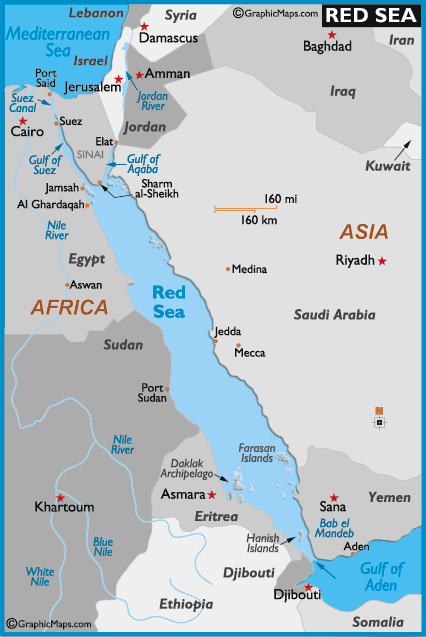 ©GraphicMaps.com
RED SEA
Lebanon
Syria
Mediterranean
Sea
Damascus
Baghdad
Iran
Israel
Port
Said
Amman
Jerusalem
Iraq
Suez
Canal
Jordan
River
Cairo
Suez
Jordan
Elat
SINAI
Gulf of
Suez
Gulf of
Aqaba
Kuwait
Jamsah
Sharm
al-Sheikh
Al Ghardaqah
160 mi
160 km
Nile
River
ASIA
Egypt
Medina
Riyadh
Aswan
Red
Sea
AFRICA
Saudi Arabia
Jedda
Mecca
Sudan
Port
Sudan
N
Nile
River
Farasan
Islands
Daklak
Archipelago
Asmara
Yemen
Khartoum
Sana
Eritrea
Bab el
Mandeb
Hanish
Islands
Aden
Blue
Nile
White
Nile
Djibouti
Gulf of
Aden
Djibouti
Ethiopia
Somalia
©GraphicMaps.com